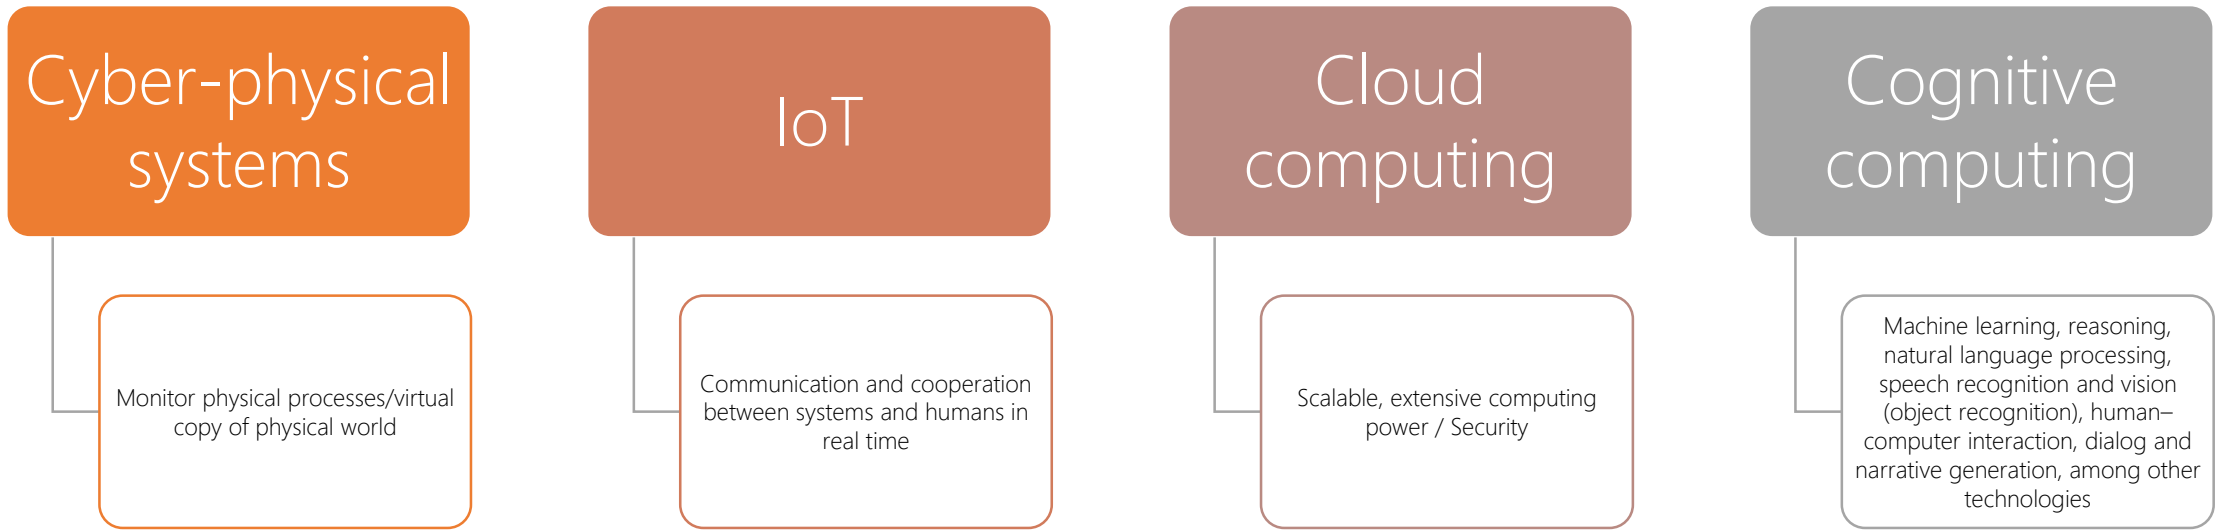 Cyber-physical
systems
Monitor physical processes/virtual
copy of physical world
IoT
Communication and cooperation
between systems and humans in
real time
Cloud
computing
Scalable, extensive computing
power / Security
Cognitive
computing
Machine learning, reasoning,
natural language processing,
speech recognition and vision
(object recognition), human–
computer interaction, dialog and
narrative generation, among other
technologies